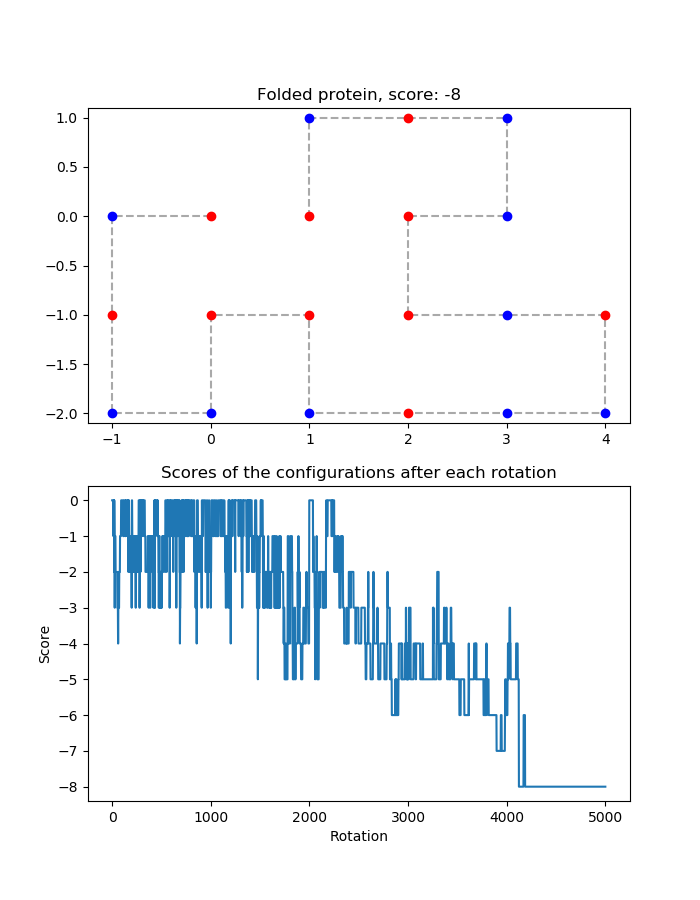 Folded protein, score: -8
1.0
0.5
0.0
−0.5
−1.0
−1.5
−2.0
−1 0 1 2 3 4
Scores of the configurations after each rotation
0
−1
−2
−3
−4
−5
−6
−7
−8
Score
0 1000 2000 3000 4000 5000
Rotation